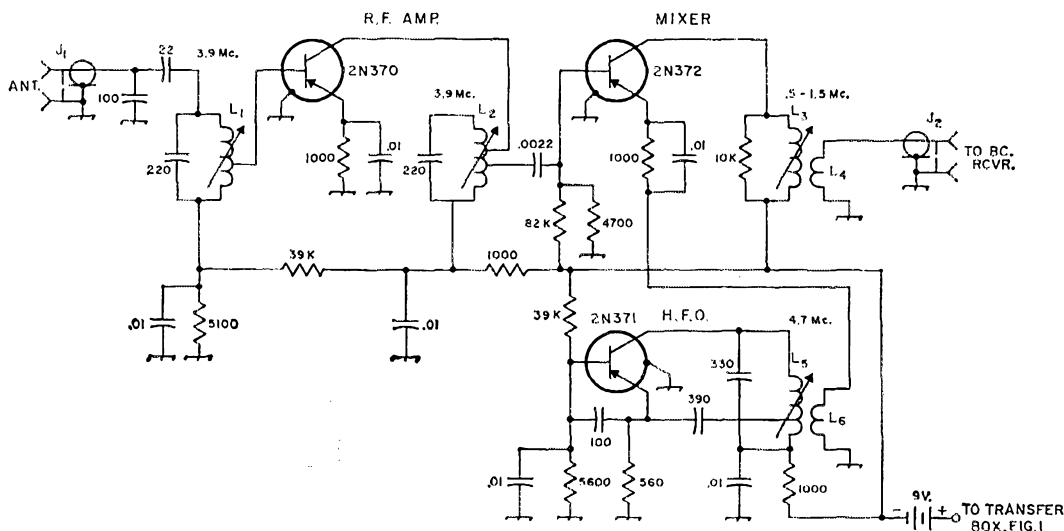 R.F. AMP.
MIXER
J1
22
3.9 Mc.
2N370
2N372
.5 - 1.5 Mc.
ANT.
100
L1
3.9 Mc.
L2
L3
J2
220
1000
.01
220
.0022
1000
.01
10K
L4
TO BC.
RCVR.
82K
4700
39K
1000
.01
5100
.01
39K
2N371
H.F.O.
4.7 Mc.
330
L5
390
L6
100
.01
5600
560
.01
1000
9V.
- +
TO TRANSFER
BOX, FIG.1